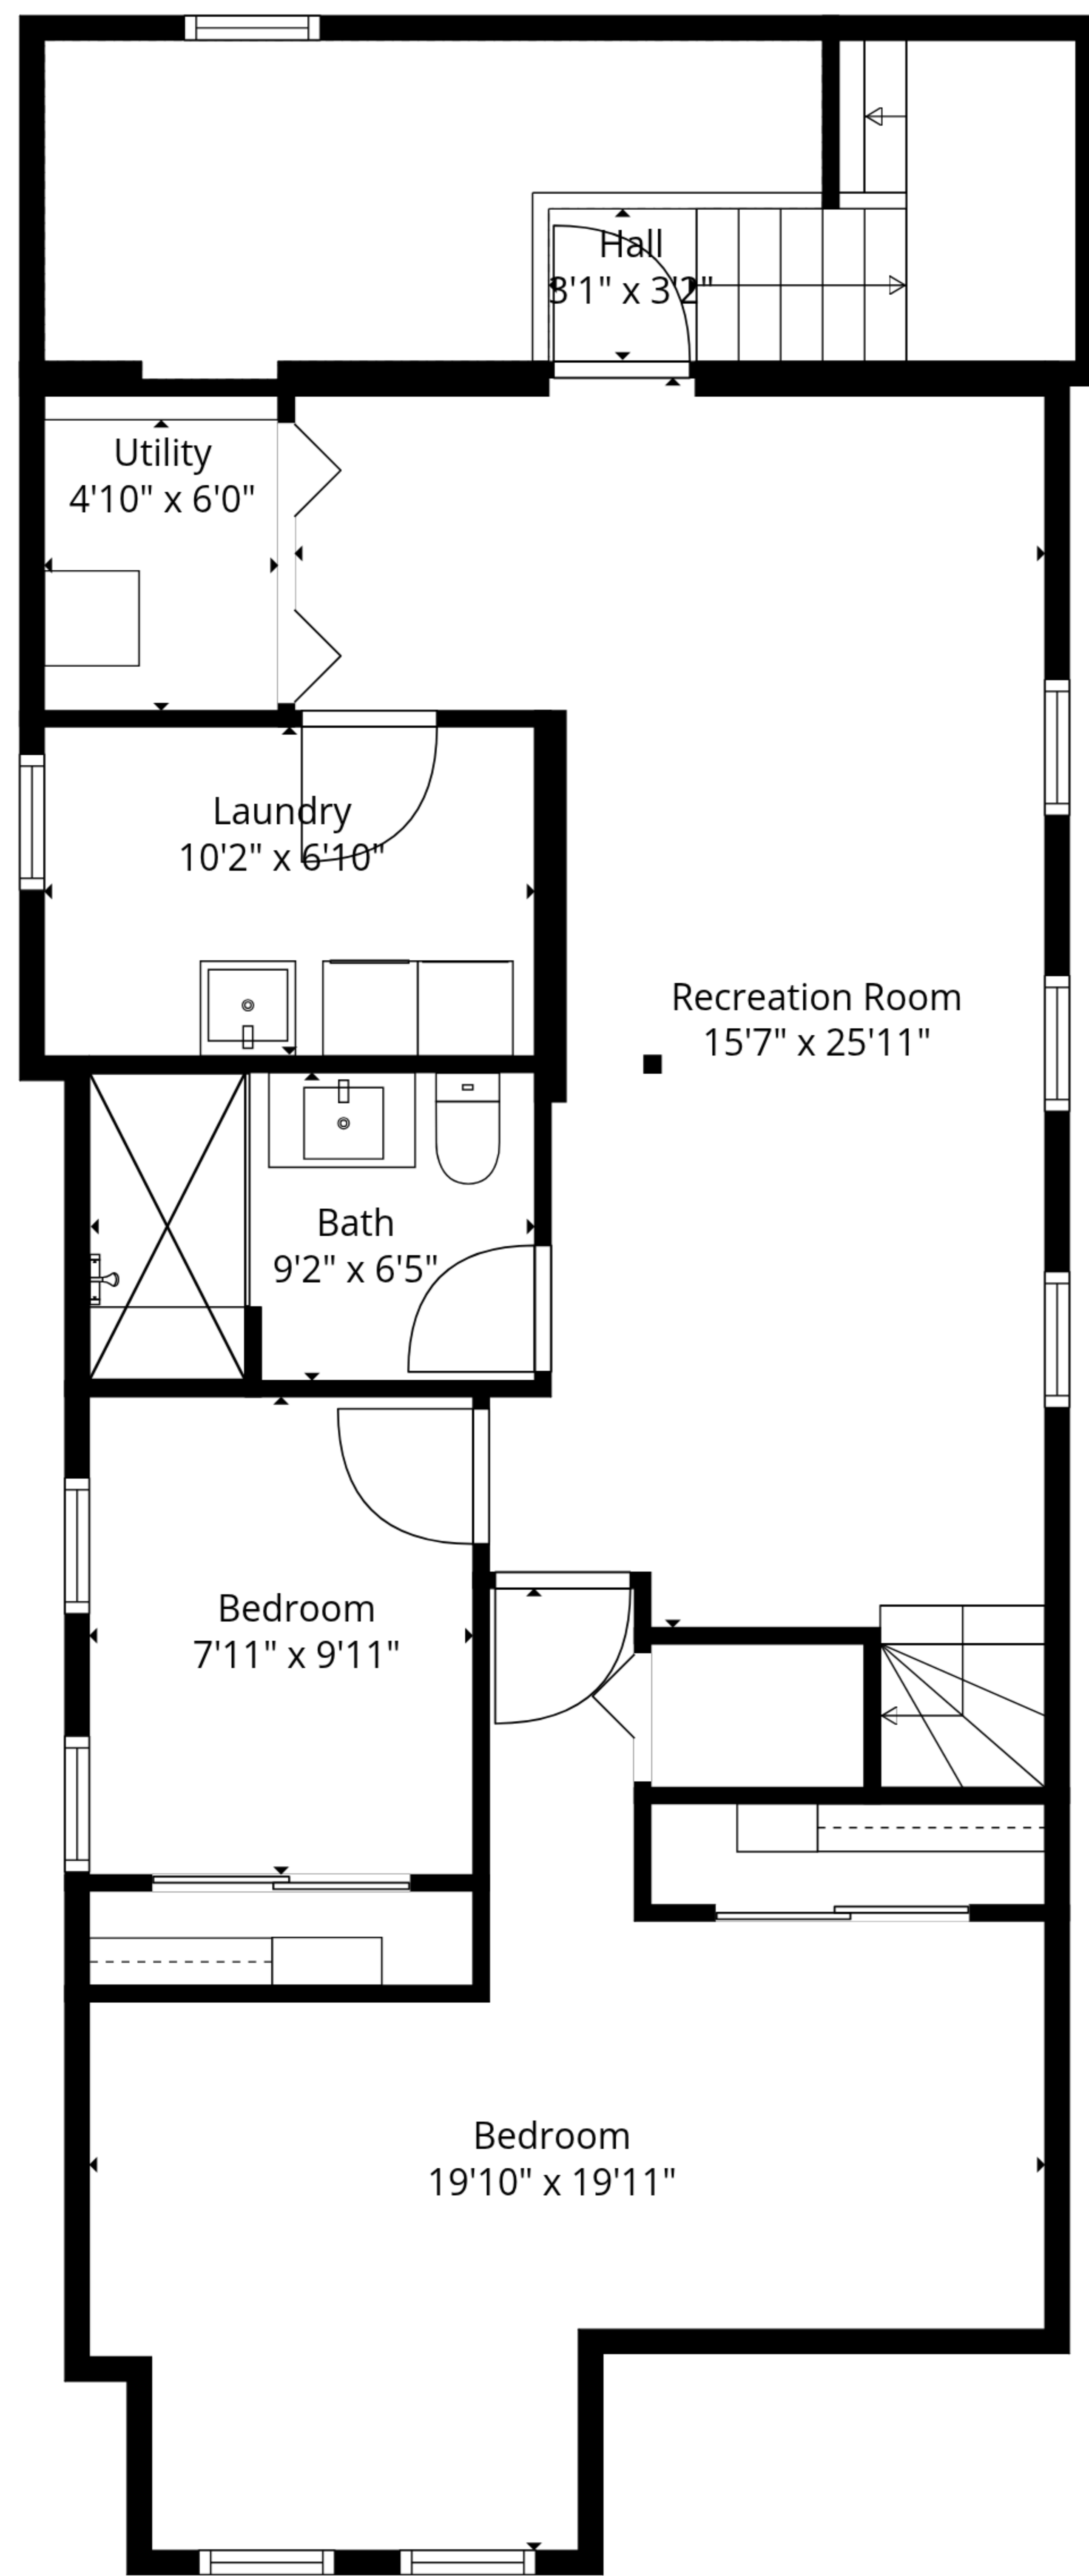 Hall
3'1" x 3'2"
Utility
4'10" x 6'0"
Laundry
10'2" x 6'10"
Recreation Room
15'7" x 25'11"
Bath
9'2" x 6'5"
Bedroom
7'11" x 9'11"
Bedroom
19'10" x 19'11"